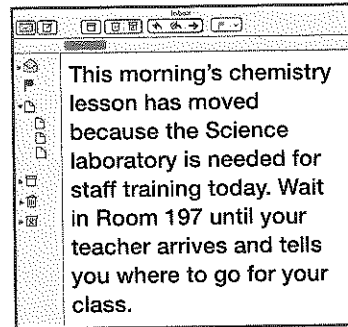 Inbox
This morning's chemistry
lesson has moved
because the Science
laboratory is needed for
staff training today. Wait
in Room 197 until your
teacher arrives and tells
you where to go for your
class.